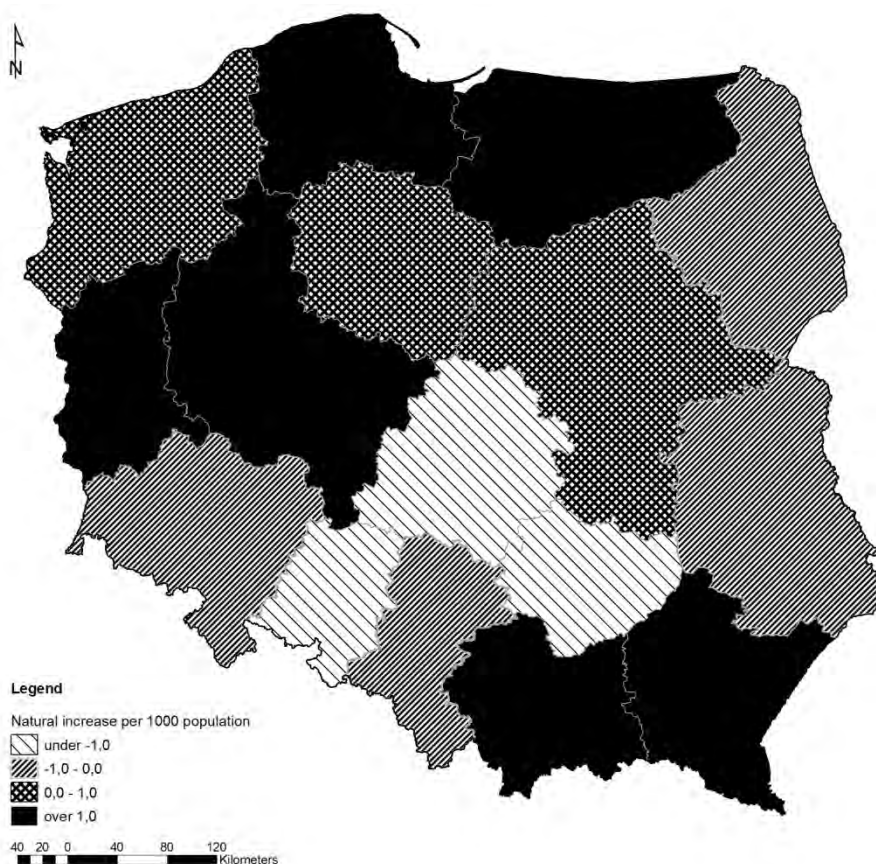 N
Legend
Natural increase per 1000 population
under -1,0
-1,0 - 0,0
0,0 - 1,0
over 1,0
40 20 0 40 80 120
Kilometers